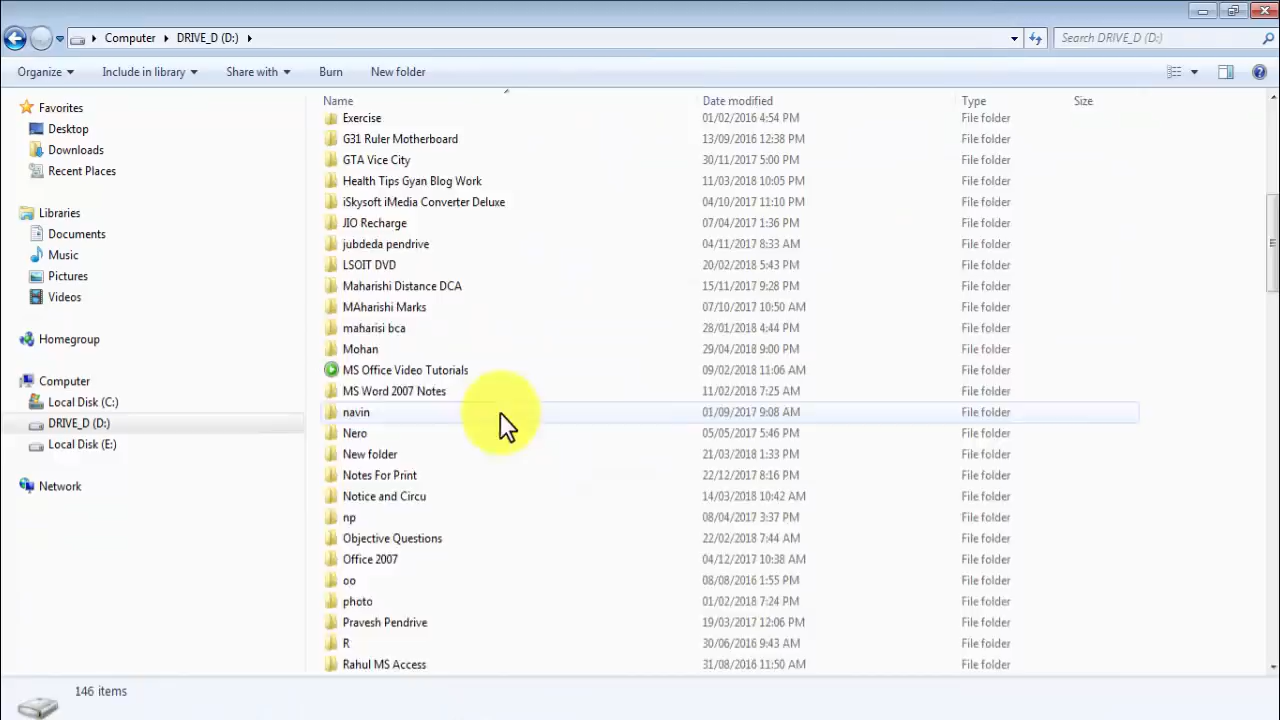 Computer DRIVE_D (D:) Search DRIVE_D (D:)
Organize Include in library Share with Burn New folder
Favorites
Desktop
Downloads
Recent Places
Libraries
Documents
Music
Pictures
Videos
Homegroup
Computer
Local Disk (C:)
DRIVE_D (D:)
Local Disk (E:)
Network
Name Date modified Type Size
Exercise 01/02/2016 4:54 PM File folder
G31 Ruler Motherboard 13/09/2016 12:38 PM File folder
GTA Vice City 30/11/2017 5:00 PM File folder
Health Tips Gyan Blog Work 11/03/2018 10:05 PM File folder
iSkysoft iMedia Converter Deluxe 04/10/2017 11:10 PM File folder
JIO Recharge 07/04/2017 1:36 PM File folder
jubdeda pendrive 04/11/2017 8:33 AM File folder
LSOIT DVD 20/02/2018 5:43 PM File folder
Maharishi Distance DCA 15/11/2017 9:28 PM File folder
MAharishi Marks 07/10/2017 10:50 AM File folder
maharisi bca 28/01/2018 4:44 PM File folder
Mohan 29/04/2018 9:00 PM File folder
MS Office Video Tutorials 09/02/2018 11:06 AM File folder
MS Word 2007 Notes 11/02/2018 7:25 AM File folder
navin 01/09/2017 9:08 AM File folder
Nero 05/05/2017 5:46 PM File folder
New folder 21/03/2018 1:33 PM File folder
Notes For Print 22/12/2017 8:16 PM File folder
Notice and Circu 14/03/2018 10:42 AM File folder
np 08/04/2017 3:37 PM File folder
Objective Questions 22/02/2018 7:44 AM File folder
Office 2007 04/12/2017 10:38 AM File folder
oo 08/08/2016 1:55 PM File folder
photo 01/02/2018 7:24 PM File folder
Pravesh Pendrive 19/03/2017 12:06 PM File folder
R 30/06/2016 9:43 AM File folder
Rahul MS Access 31/08/2016 11:50 AM File folder
146 items